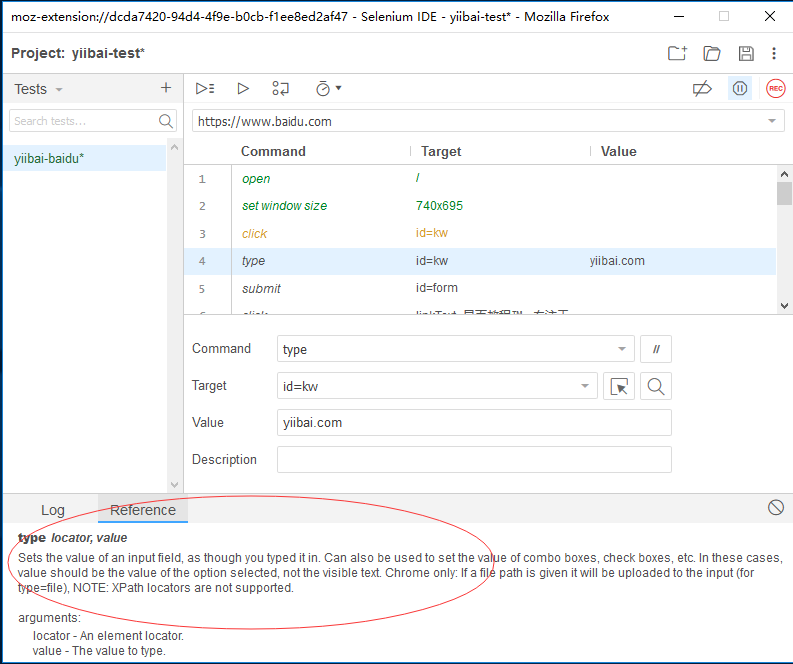 moz-extension://dcda7420-94d4-4f9e-b0cb-f1ee8ed2af47 - Selenium IDE - yiibai-test* - Mozilla Firefox
Project: yiibai-test*
Tests
Search tests...
yiibai-baidu*
REC
https://www.baidu.com
Command Target Value
1 open /
2 set window size 740x695
3 click id=kw
4 type id=kw yiibai.com
5 submit id=form
Command type //
Target id=kw
Value yiibai.com
Description
Log Reference
type locator, value
Sets the value of an input field, as though you typed it in. Can also be used to set the value of combo boxes, check boxes, etc. In these cases,
value should be the value of the option selected, not the visible text. Chrome only: If a file path is given it will be uploaded to the input (for
type=file), NOTE: XPath locators are not supported.
arguments:
locator - An element locator.
value - The value to type.